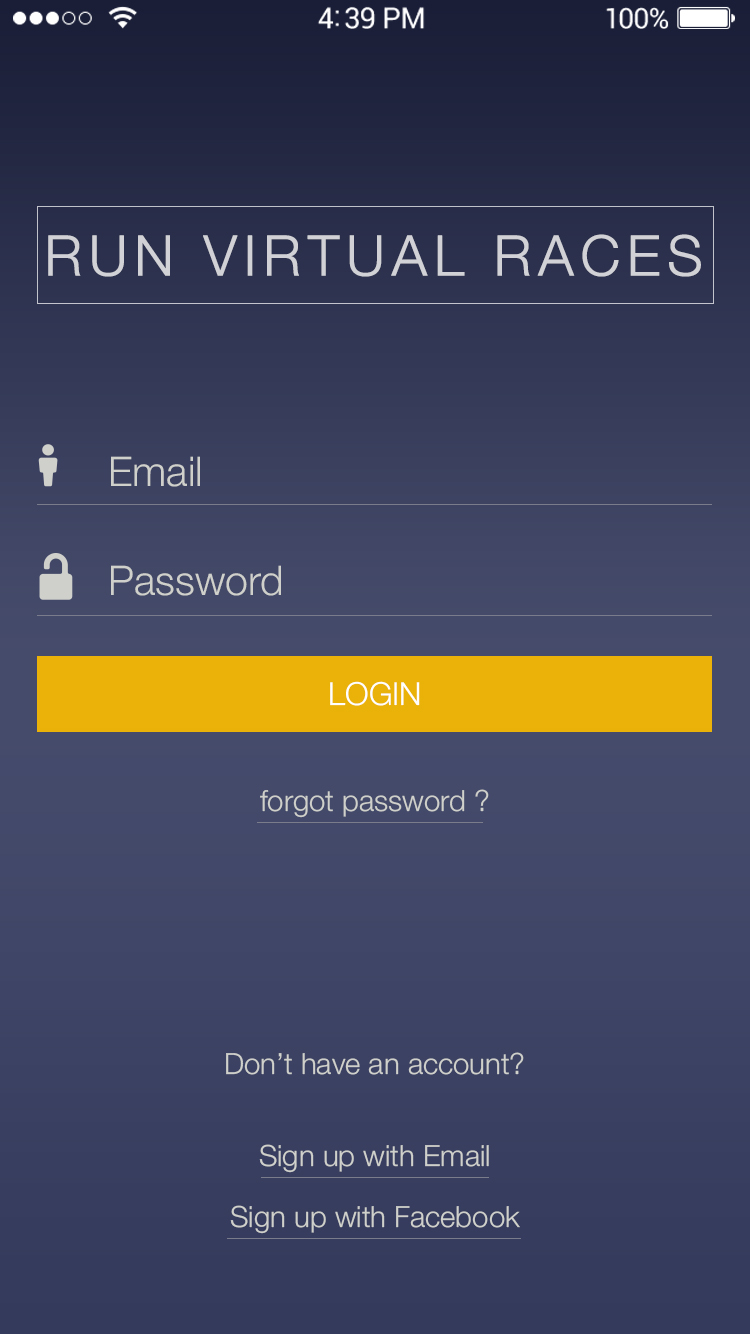 4:39 PM 100%
RUN VIRTUAL RACES
Email
Password
LOGIN
forgot password ?
Don’t have an account?
Sign up with Email
Sign up with Facebook